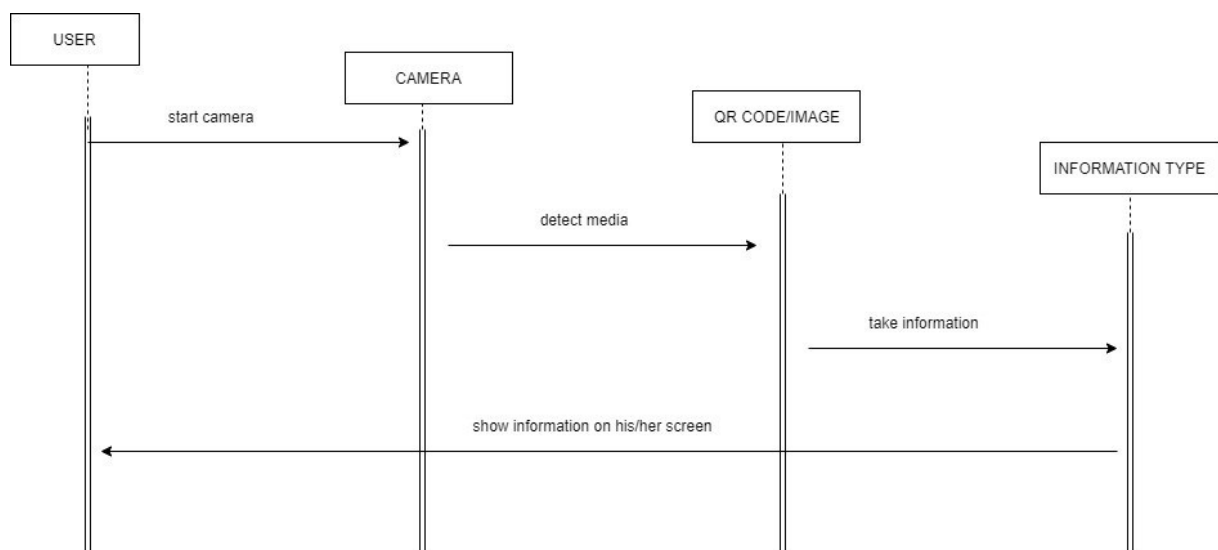 USER
CAMERA
QR CODE/IMAGE
INFORMATION TYPE
start camera
detect media
take information
show information on his/her screen